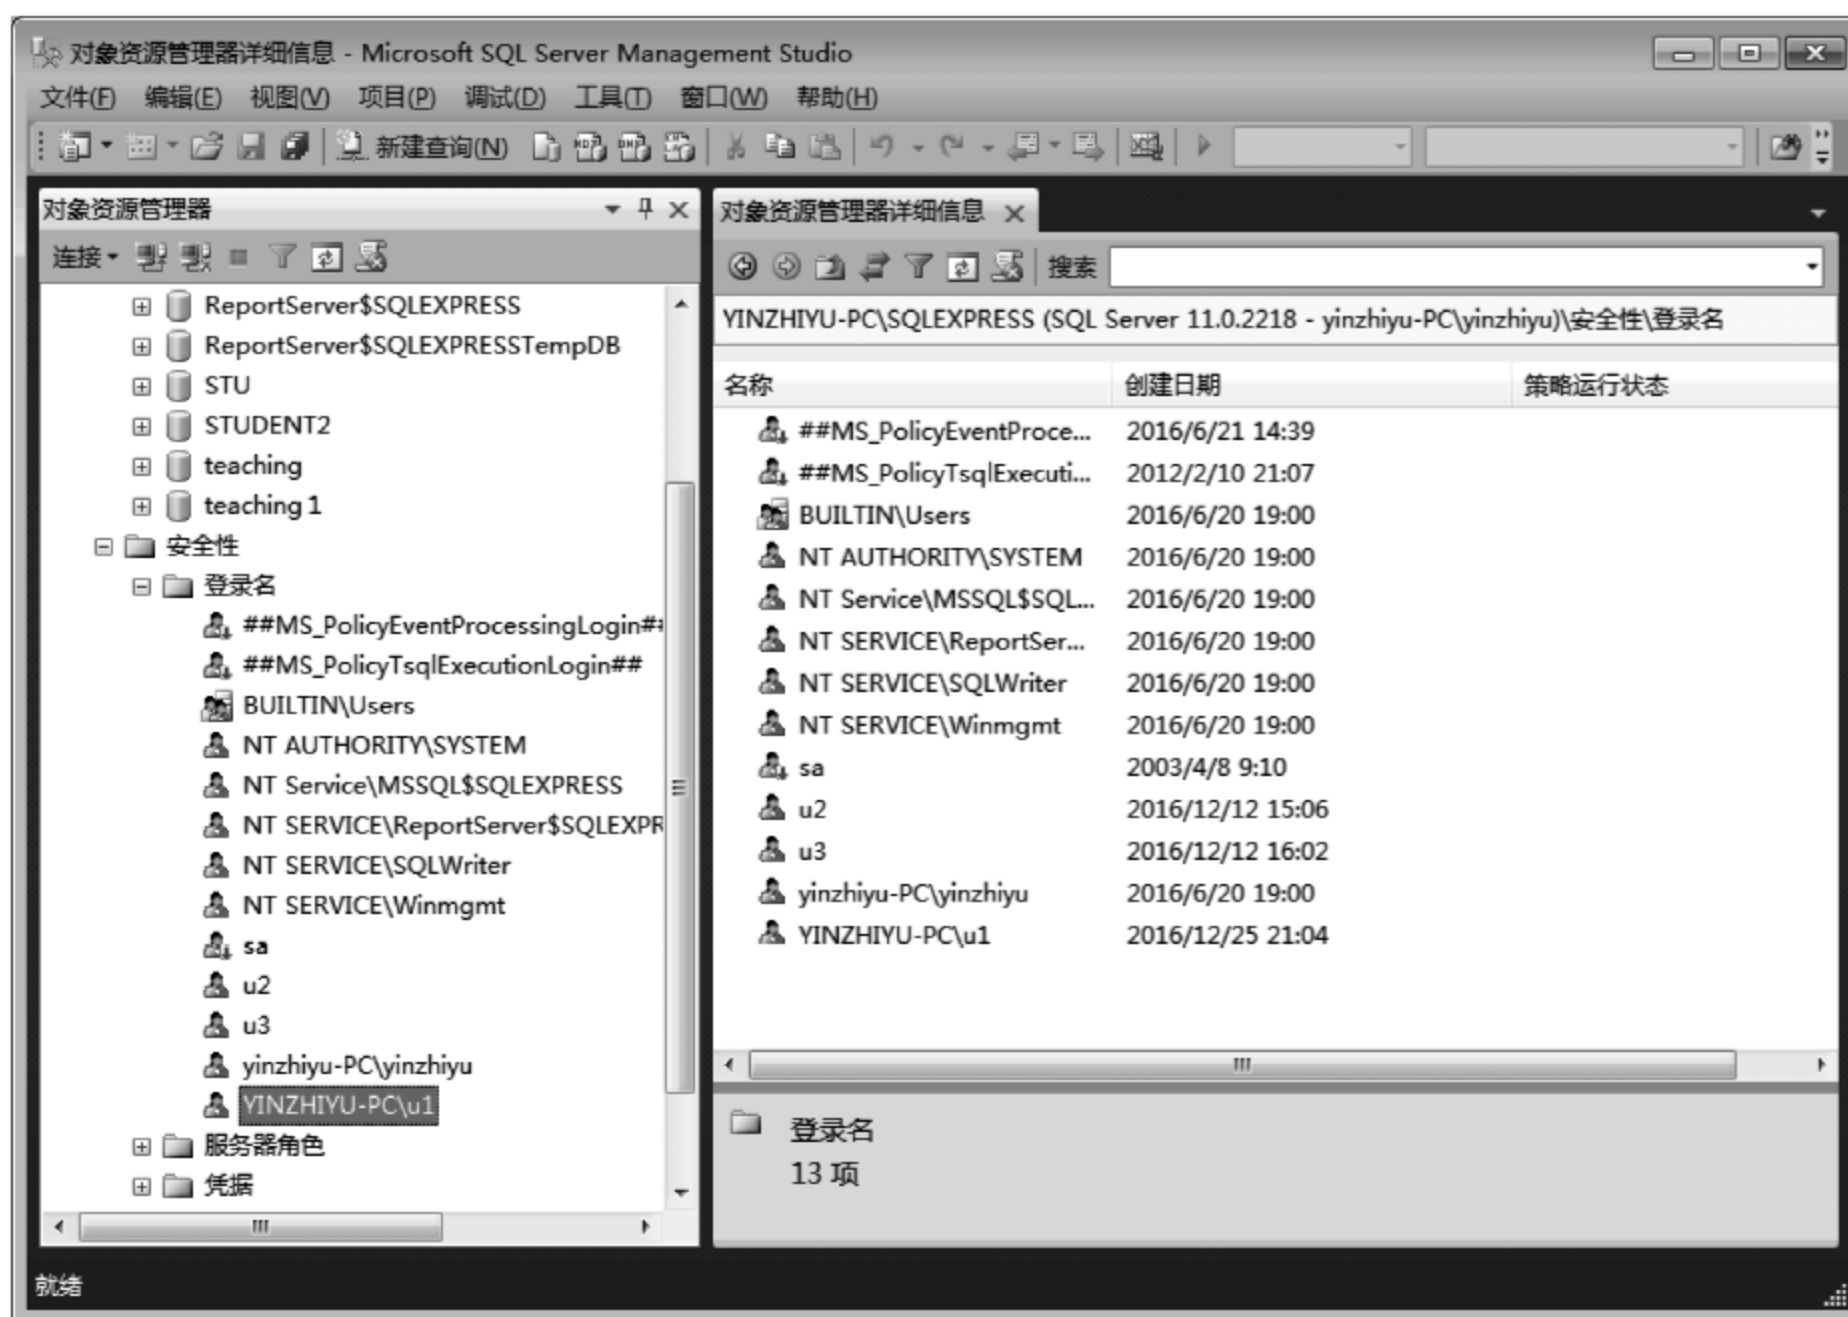 对象资源管理器详细信息 - Microsoft SQL Server Management Studio
文件(F) 编辑(E) 视图(V) 项目(P) 调试(D) 工具(T) 窗口(W) 帮助(H)
新建查询(N)
对象资源管理器
连接
ReportServer$SQLEXPRESS
ReportServer$SQLEXPRESSTempDB
STU
STUDENT2
teaching
teaching 1
安全性
登录名
##MS_PolicyEventProcessingLogin##
##MS_PolicyTsqlExecutionLogin##
BUILTIN\Users
NT AUTHORITY\SYSTEM
NT Service\MSSQL$SQLEXPRESS
NT SERVICE\ReportServer$SQLEXPR
NT SERVICE\SQLWriter
NT SERVICE\Winmgmt
sa
u2
u3
yinzhiyu-PC\yinzhiyu
YINZHIYU-PC\u1
服务器角色
凭据
对象资源管理器详细信息
搜索
YINZHIYU-PC\SQLEXPRESS (SQL Server 11.0.2218 - yinzhiyu-PC\yinzhiyu)\安全性\登录名
名称 创建日期 策略运行状态
##MS_PolicyEventProce... 2016/6/21 14:39
##MS_PolicyTsqlExecuti... 2012/2/10 21:07
BUILTIN\Users 2016/6/20 19:00
NT AUTHORITY\SYSTEM 2016/6/20 19:00
NT Service\MSSQL$SQL... 2016/6/20 19:00
NT SERVICE\ReportSer... 2016/6/20 19:00
NT SERVICE\SQLWriter 2016/6/20 19:00
NT SERVICE\Winmgmt 2016/6/20 19:00
sa 2003/4/8 9:10
u2 2016/12/12 15:06
u3 2016/12/12 16:02
yinzhiyu-PC\yinzhiyu 2016/6/20 19:00
YINZHIYU-PC\u1 2016/12/25 21:04
登录名
13 项
就绪